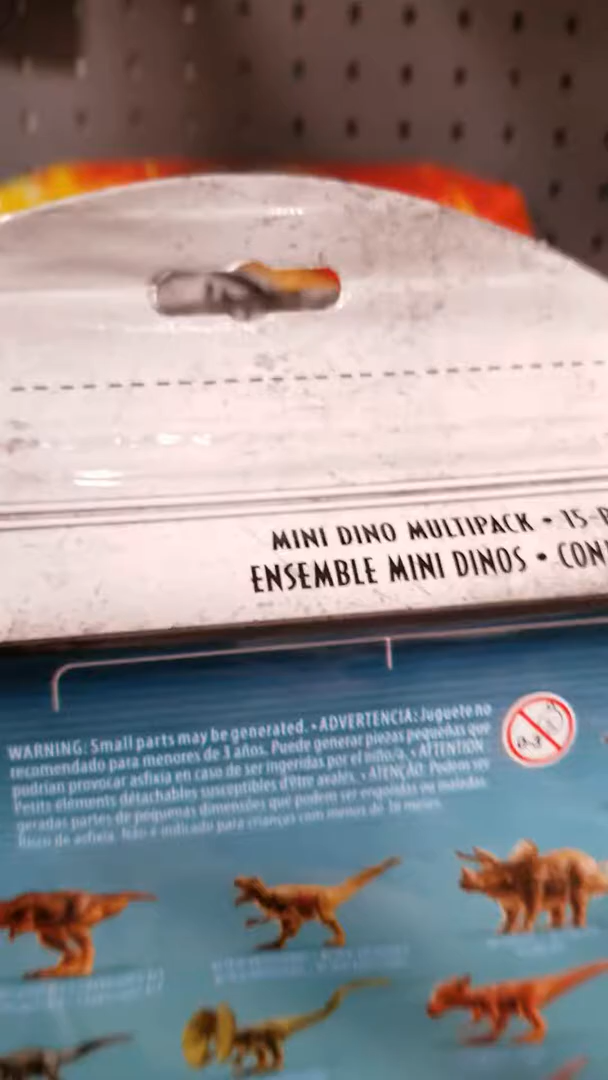 MINI DINO MULTIPACK • 15-P
ENSEMBLE MINI DINOS • CON
WARNING: Small parts may be generated. • ADVERTENCIA: Juguete no
recomendado para menores de 3 años. Puede generar piezas pequeñas que
podrían provocar asfixia en caso de ser ingeridas por el niño/a. • ATTENTION
Petits éléments détachables susceptibles d'être avalés. • ATENÇÃO: Podem ser
geradas partes de pequenas dimensões que podem ser engolidas ou inaladas.
Risco de asfixia. Não é indicado para crianças com menos de 36 meses.
0-3